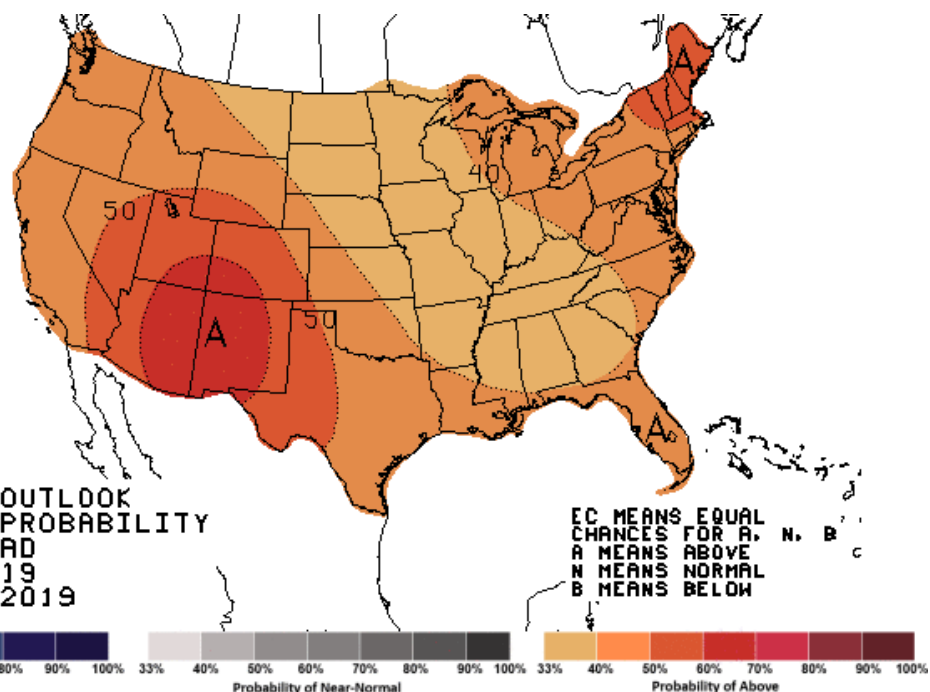 A
50
40
50
A
A
OUTLOOK
PROBABILITY
AD
19
2019
EC MEANS EQUAL
CHANCES FOR A, N, B
A MEANS ABOVE
N MEANS NORMAL
B MEANS BELOW
80% 90% 100% 33% 40% 50% 60% 70% 80% 90% 100% 33% 40% 50% 60% 70% 80% 90% 100%
Probability of Near-Normal Probability of Above